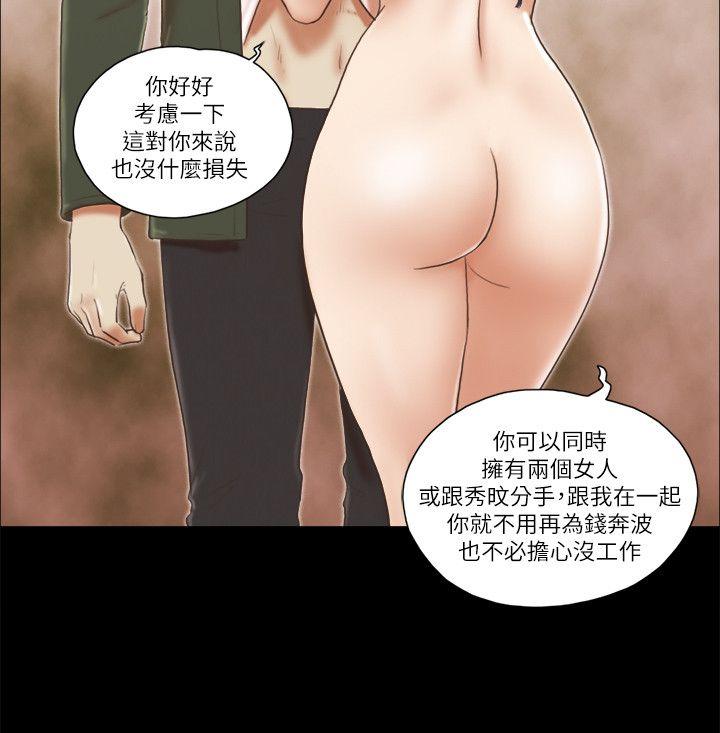 你好好
考慮一下
這對你來說
也沒什麼損失
你可以同時
擁有兩個女人
或跟秀旼分手，跟我在一起
你就不用再為錢奔波
也不必擔心沒工作